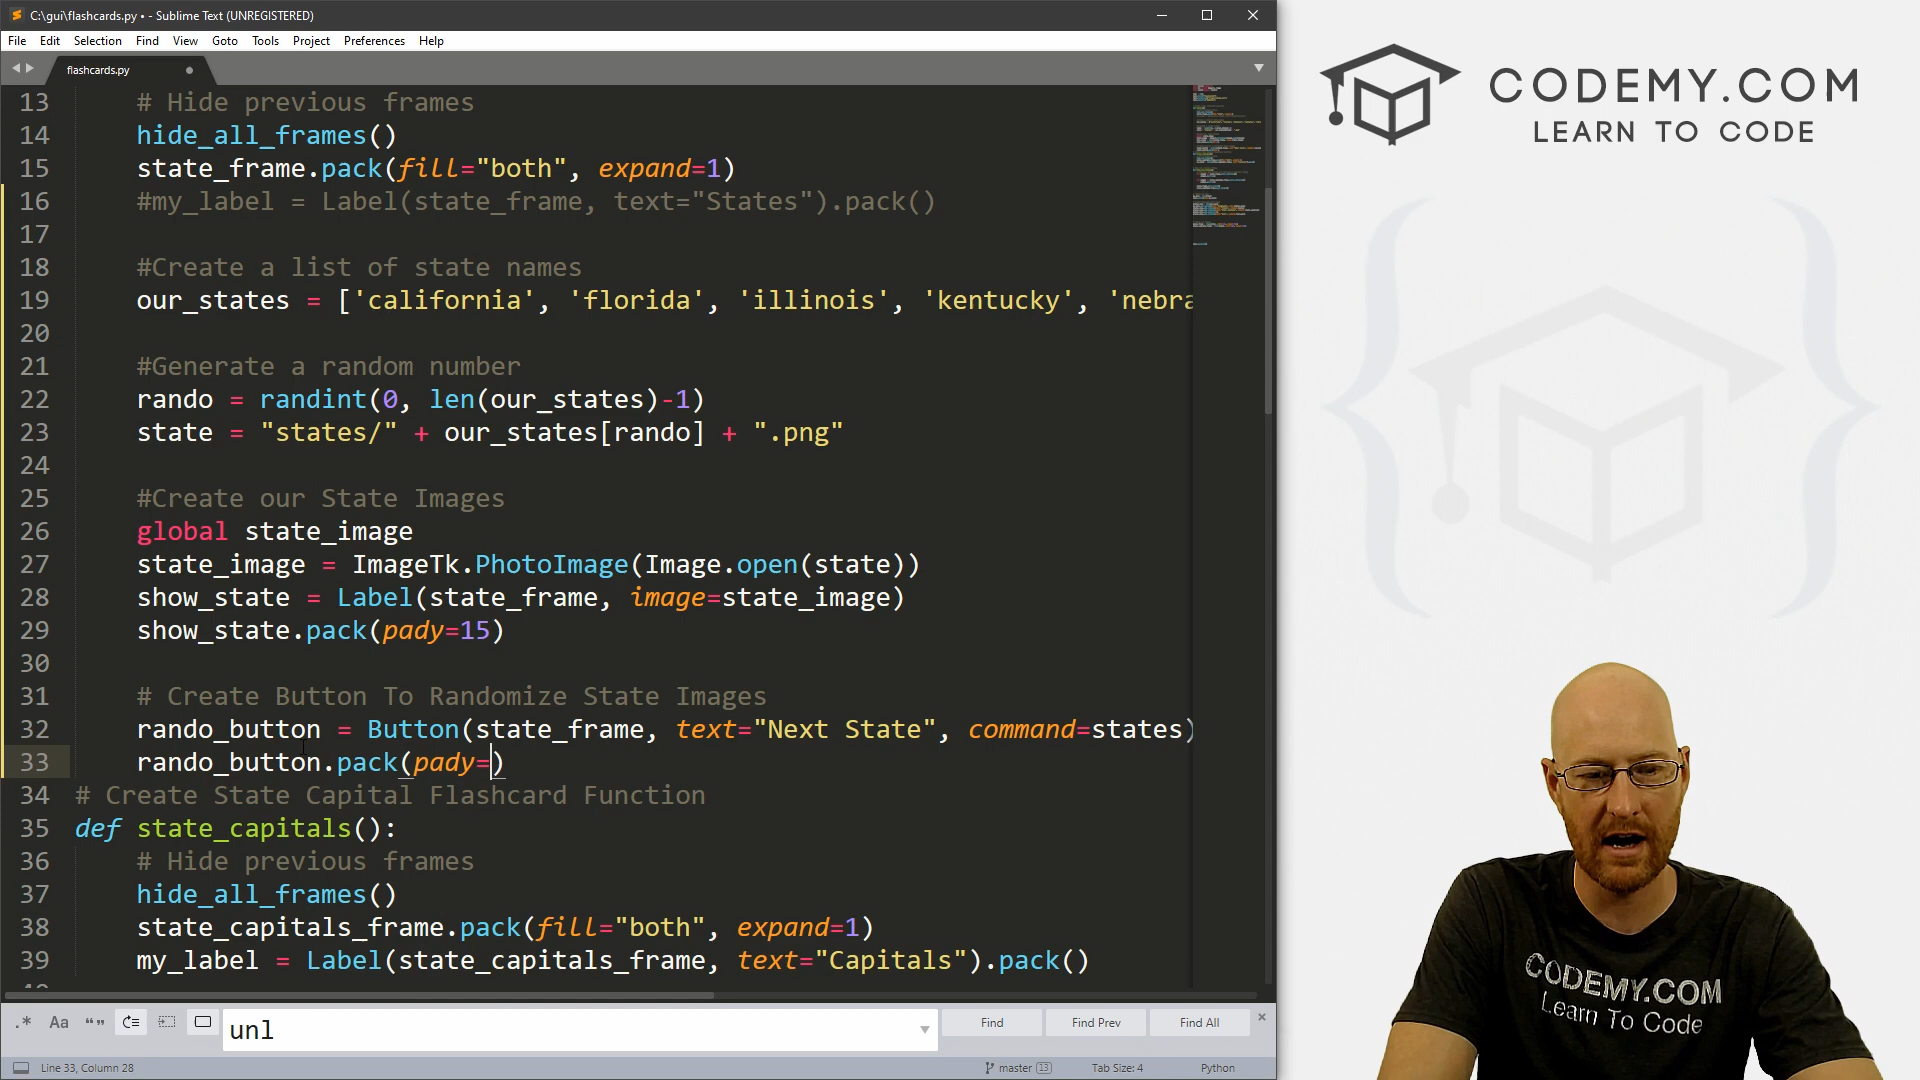 C:\gui\flashcards.py • - Sublime Text (UNREGISTERED)
File Edit Selection Find View Goto Tools Project Preferences Help
flashcards.py
13 # Hide previous frames
14 hide_all_frames()
15 state_frame.pack(fill="both", expand=1)
16 #my_label = Label(state_frame, text="States").pack()
17
18 #Create a list of state names
19 our_states = ['california', 'florida', 'illinois', 'kentucky', 'nebra
20
21 #Generate a random number
22 rando = randint(0, len(our_states)-1)
23 state = "states/" + our_states[rando] + ".png"
24
25 #Create our State Images
26 global state_image
27 state_image = ImageTk.PhotoImage(Image.open(state))
28 show_state = Label(state_frame, image=state_image)
29 show_state.pack(pady=15)
30
31 # Create Button To Randomize State Images
32 rando_button = Button(state_frame, text="Next State", command=states)
33 rando_button.pack(pady=)
34 # Create State Capital Flashcard Function
35 def state_capitals():
36 # Hide previous frames
37 hide_all_frames()
38 state_capitals_frame.pack(fill="both", expand=1)
39 my_label = Label(state_capitals_frame, text="Capitals").pack()
.* Aa “” unl Find Find Prev Find All
Line 33, Column 28 master 13 Tab Size: 4 Python
CODEMY.COM
LEARN TO CODE
CODEMY.COM
Learn To Code